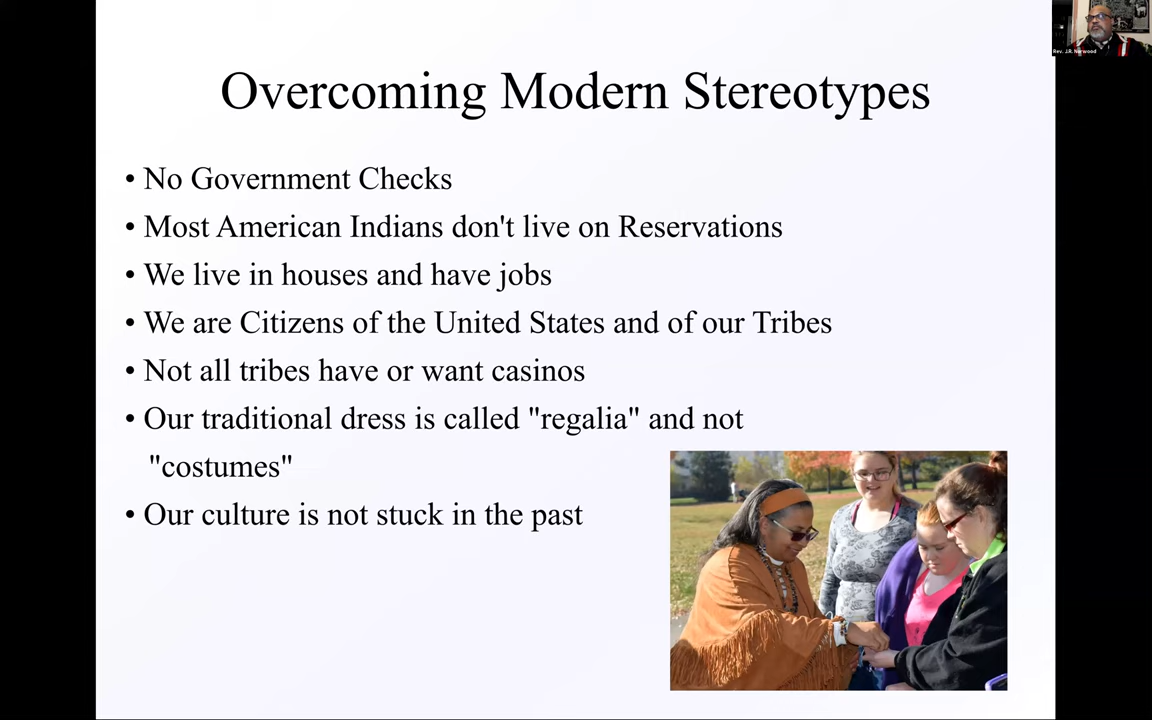 Rev. J.R. Norwood
Overcoming Modern Stereotypes
• No Government Checks
• Most American Indians don't live on Reservations
• We live in houses and have jobs
• We are Citizens of the United States and of our Tribes
• Not all tribes have or want casinos
• Our traditional dress is called "regalia" and not
"costumes"
• Our culture is not stuck in the past